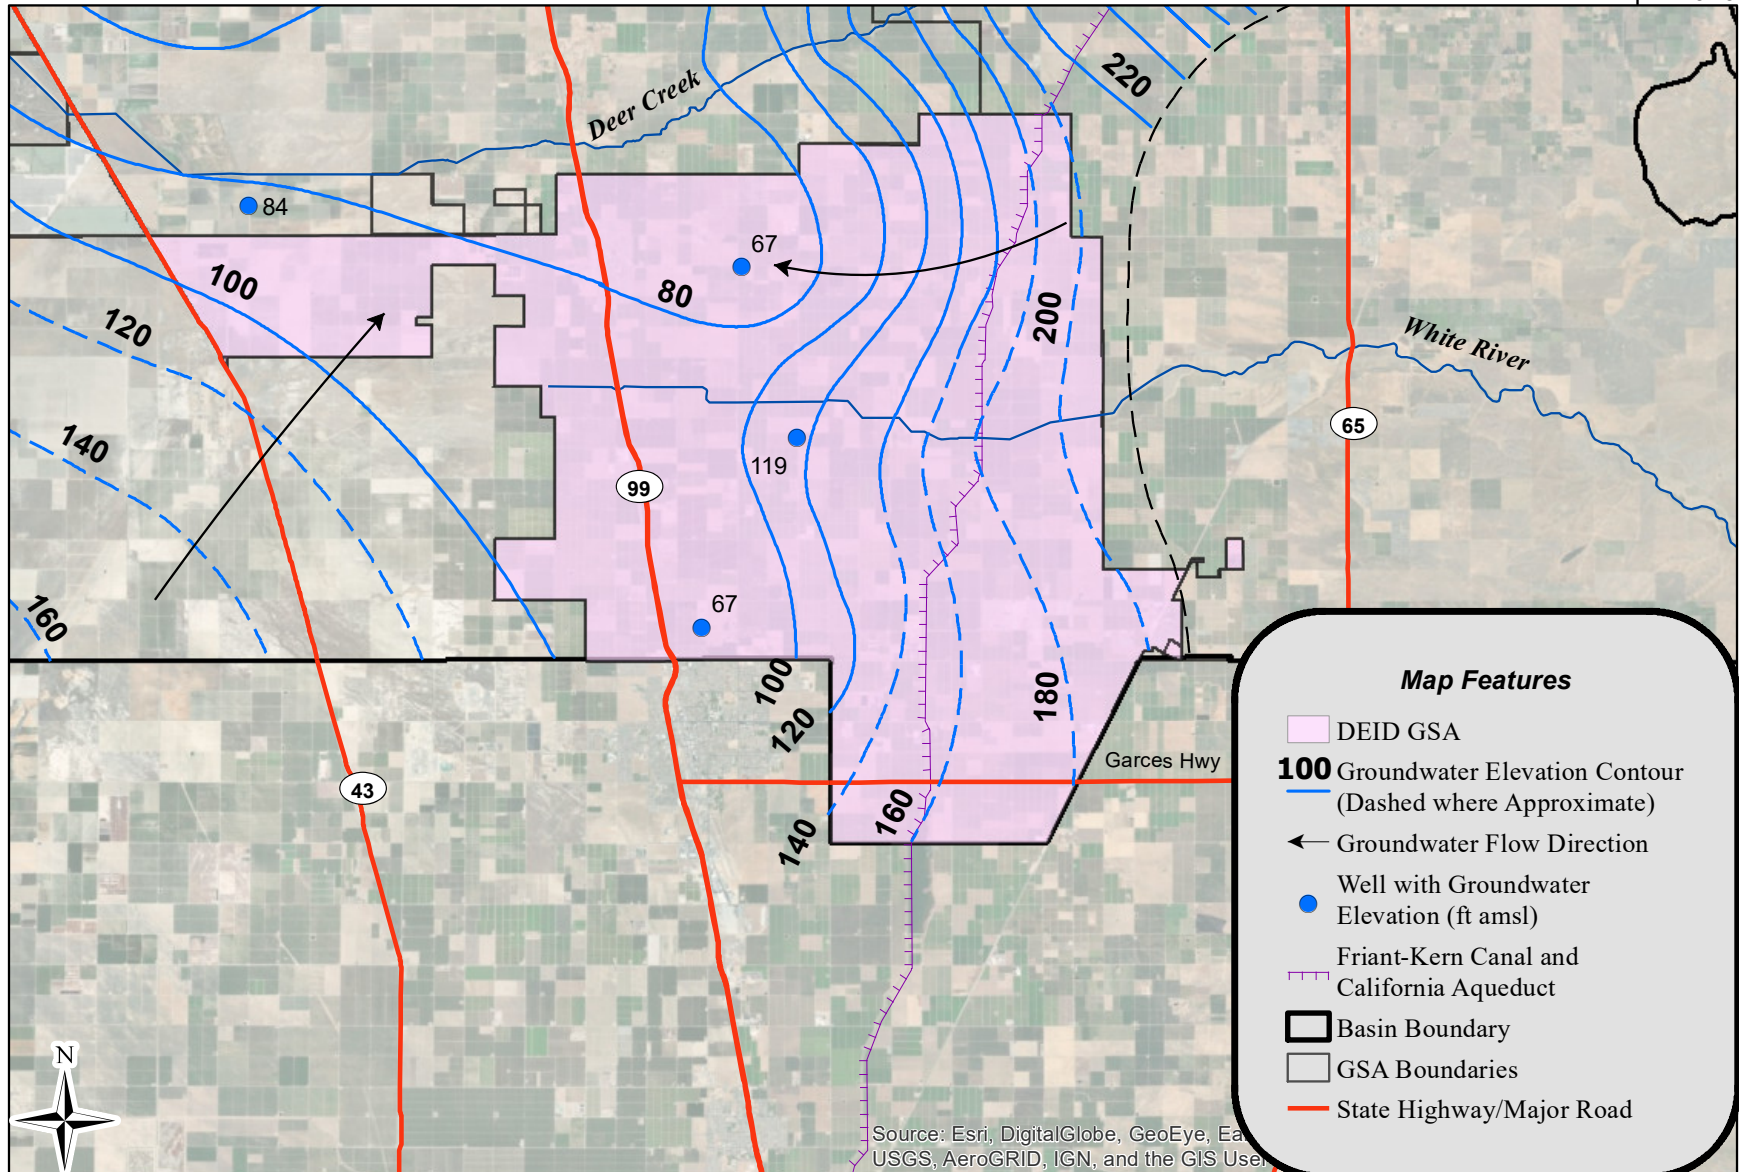 220
Deer Creek
84
67
100
80
200
120
White River
65
140
119
99
67
160
100
180
120
Garces Hwy
43
160
140
N
Map Features
DEID GSA
100 Groundwater Elevation Contour
(Dashed where Approximate)
Groundwater Flow Direction
Well with Groundwater
Elevation (ft amsl)
Friant-Kern Canal and
California Aqueduct
Basin Boundary
GSA Boundaries
State Highway/Major Road
Source: Esri, DigitalGlobe, GeoEye,
USGS, AeroGRID, IGN, and the GIS User